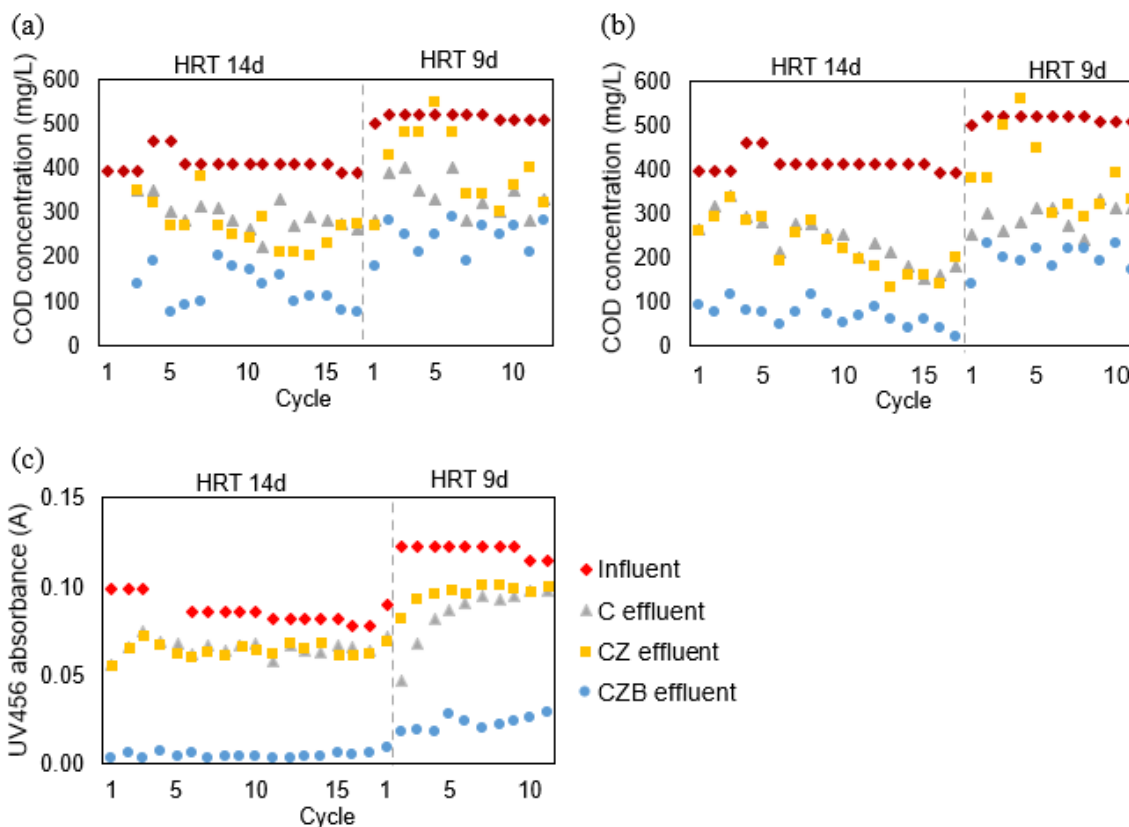 (a)
HRT 14d
HRT 9d
COD concentration (mg/L)
600
500
400
300
200
100
0
1
5
10
15
1
5
10
Cycle
(b)
HRT 14d
HRT 9d
COD concentration (mg/L)
600
500
400
300
200
100
0
1
5
10
15
1
5
10
Cycle
(c)
HRT 14d
HRT 9d
UV456 absorbance (A)
0.15
0.10
0.05
0.00
1
5
10
15
1
5
10
Cycle
Influent
C effluent
CZ effluent
CZB effluent